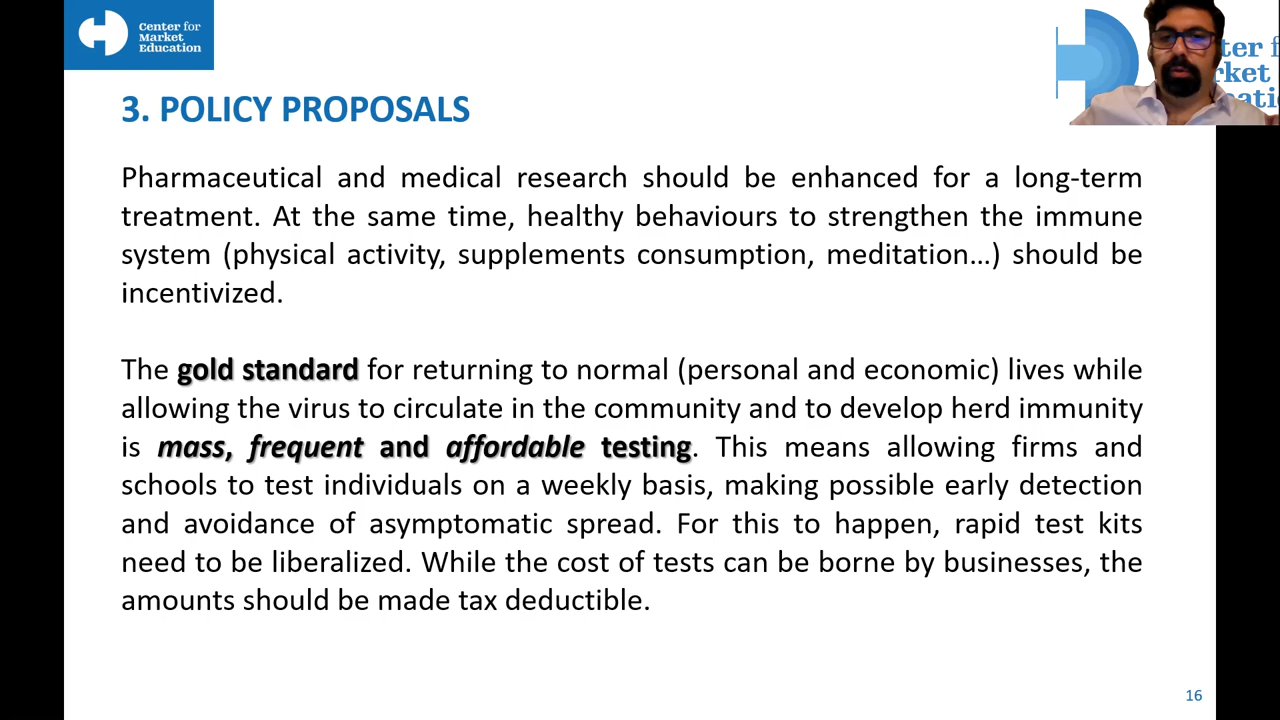 Center for
Market
Education
ter f
rket
ati
3. POLICY PROPOSALS
Pharmaceutical and medical research should be enhanced for a long-term
treatment. At the same time, healthy behaviours to strengthen the immune
system (physical activity, supplements consumption, meditation…) should be
incentivized.
The gold standard for returning to normal (personal and economic) lives while
allowing the virus to circulate in the community and to develop herd immunity
is mass, frequent and affordable testing. This means allowing firms and
schools to test individuals on a weekly basis, making possible early detection
and avoidance of asymptomatic spread. For this to happen, rapid test kits
need to be liberalized. While the cost of tests can be borne by businesses, the
amounts should be made tax deductible.
16